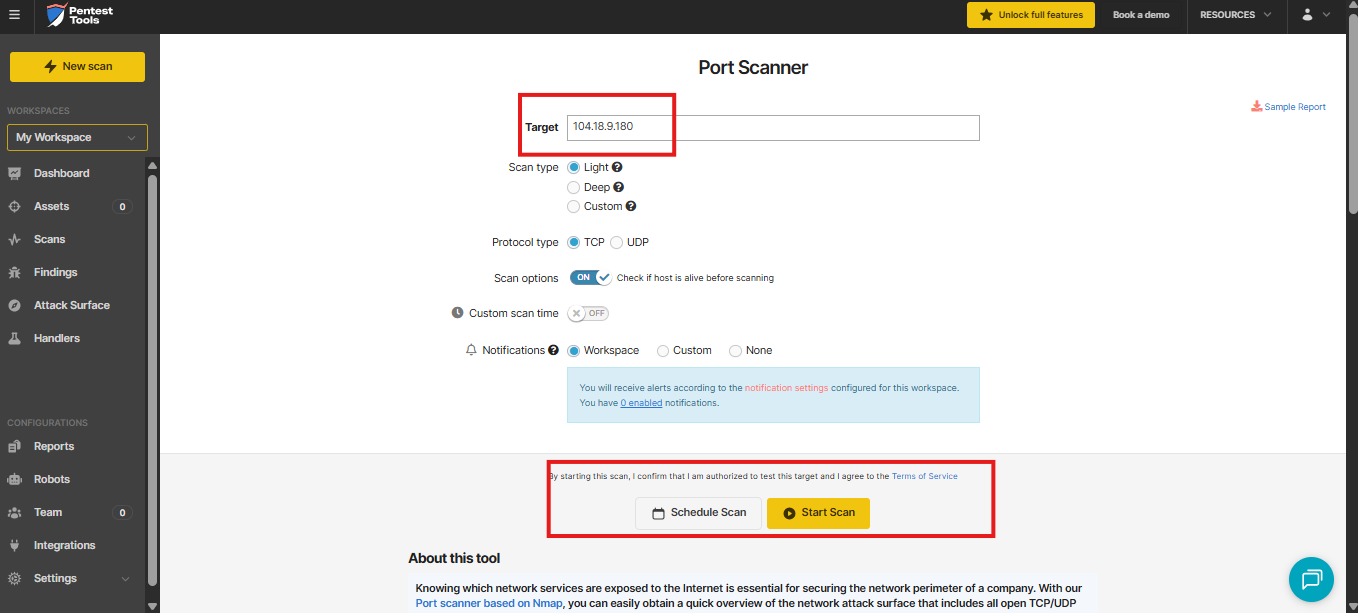 Pentest
Tools
Unlock full features
Book a demo
RESOURCES
New scan
WORKSPACES
My Workspace
Dashboard
Assets 0
Scans
Findings
Attack Surface
Handlers
CONFIGURATIONS
Reports
Robots
Team 0
Integrations
Settings
Port Scanner
Sample Report
Target 104.18.9.180
Scan type Light ?
Deep ?
Custom ?
Protocol type TCP UDP
Scan options ON Check if host is alive before scanning
Custom scan time OFF
Notifications ? Workspace Custom None
You will receive alerts according to the notification settings configured for this workspace.
You have 0 enabled notifications.
By starting this scan, I confirm that I am authorized to test this target and I agree to the Terms of Service
Schedule Scan Start Scan
About this tool
Knowing which network services are exposed to the Internet is essential for securing the network perimeter of a company. With our
Port scanner based on Nmap, you can easily obtain a quick overview of the network attack surface that includes all open TCP/UDP